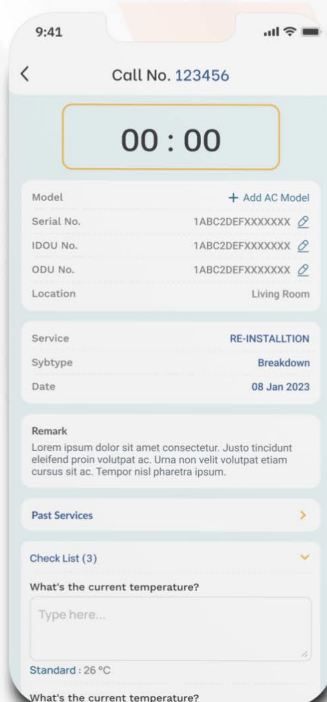 9:41
Call No. 123456
00 : 00
Model + Add AC Model
Serial No. 1ABC2DEFXXXXXXX
IDOU No. 1ABC2DEFXXXXXXX
ODU No. 1ABC2DEFXXXXXXX
Location Living Room
Service RE-INSTALLTION
Sybtype Breakdown
Date 08 Jan 2023
Remark
Lorem ipsum dolor sit amet consectetur. Justo tincidunt
eleifend proin volutpat ac. Urna non velit volutpat etiam
cursus sit ac. Tempor nisl pharetra ipsum.
Past Services
Check List (3)
What's the current temperature?
Type here...
Standard : 26 °C
What's the current temperature?